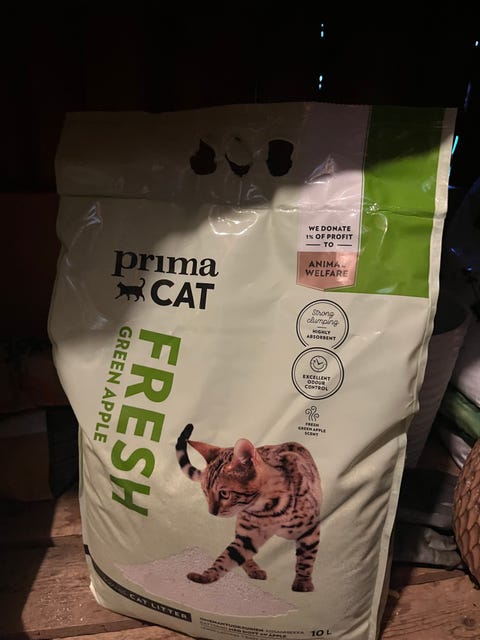 WE DONATE
1% OF PROFIT
TO
ANIMAL
WELFARE
prima
CAT
Strong
clumping
HIGHLY
ABSORBENT
EXCELLENT
ODOUR
CONTROL
FRESH
GREEN APPLE
SCENT
FRESH
GREEN APPLE
CAT LITTER
10 L